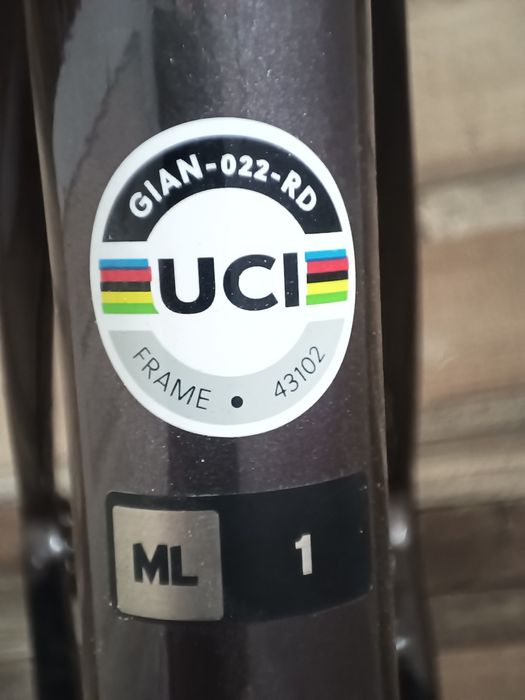 GIAN-022-RD
UCI
FRAME • 43102
ML 1